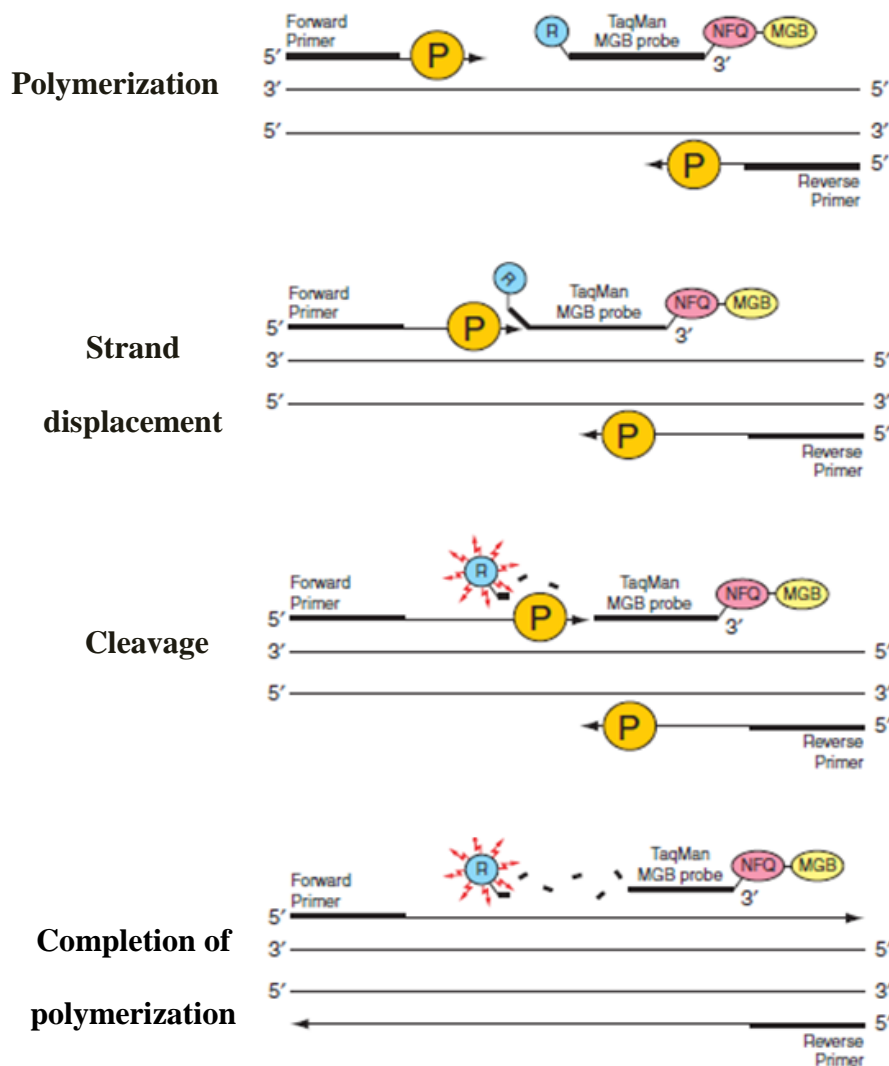 Polymerization
Forward
Primer
5′
P
R
TaqMan
MGB probe
NFQ
MGB
3′
3′
5′
5′
3′
P
5′
Reverse
Primer
Strand
displacement
Forward
Primer
5′
P
R
TaqMan
MGB probe
NFQ
MGB
3′
3′
5′
5′
3′
P
5′
Reverse
Primer
Cleavage
Forward
Primer
5′
R
P
TaqMan
MGB probe
NFQ
MGB
3′
3′
5′
5′
3′
P
5′
Reverse
Primer
Completion of
polymerization
Forward
Primer
5′
R
TaqMan
MGB probe
NFQ
MGB
3′
3′
5′
5′
3′
5′
Reverse
Primer